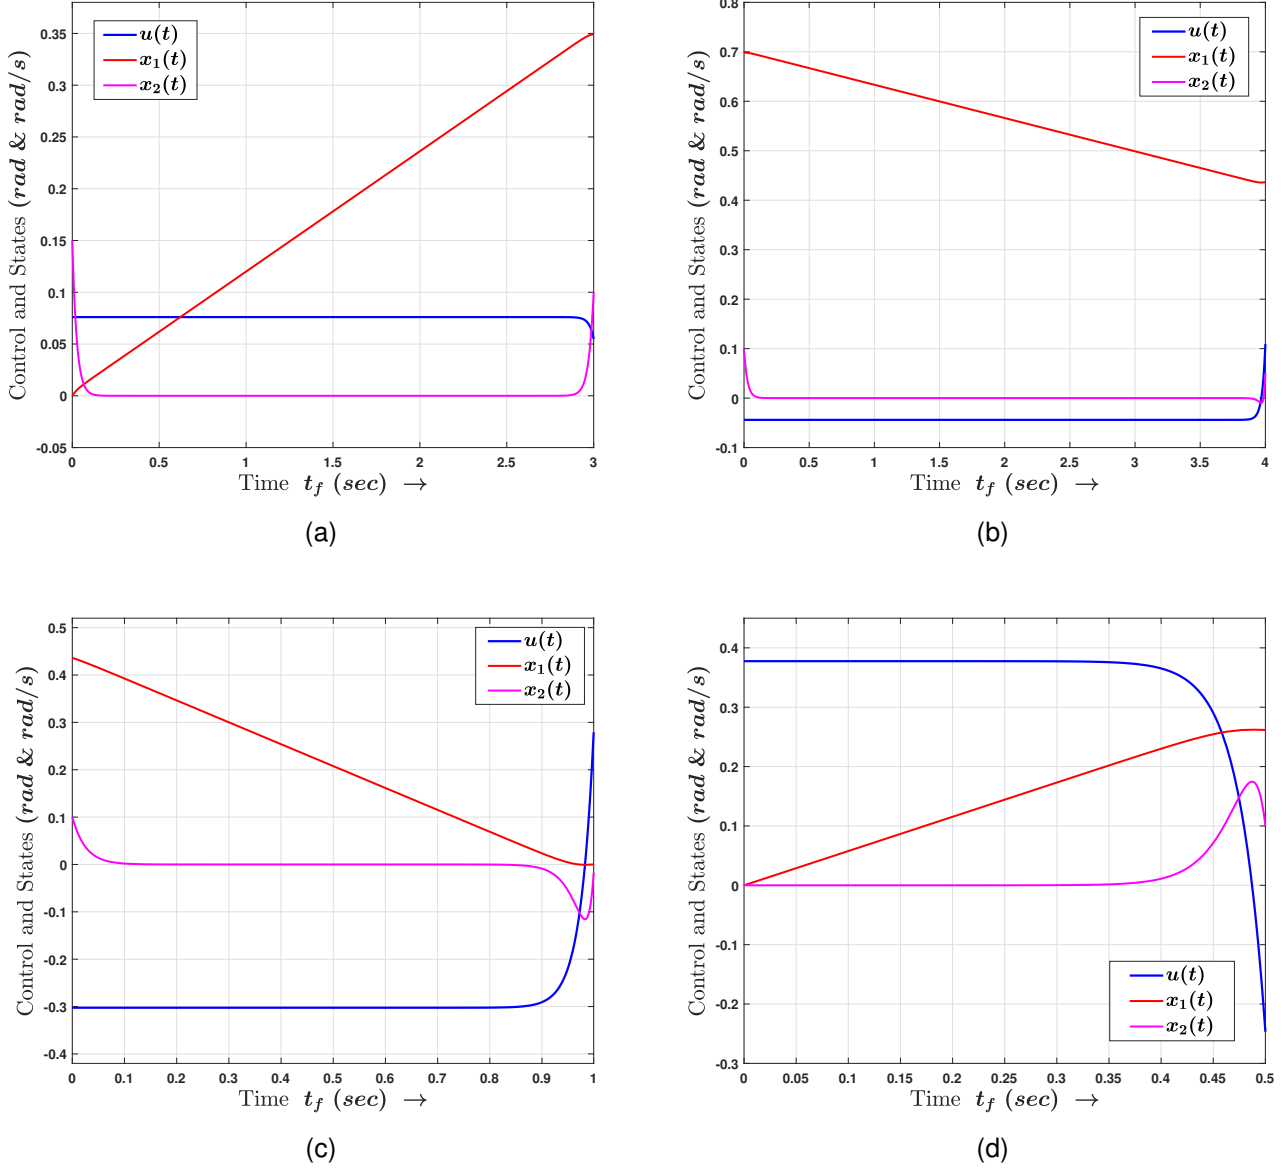 u(t)
x1(t)
x2(t)
0.35
0.3
0.25
0.2
0.15
0.1
0.05
0
-0.05
0 0.5 1 1.5 2 2.5 3
Control and States (rad & rad/s)
Time tf (sec) →
(a)
u(t)
x1(t)
x2(t)
0.8
0.7
0.6
0.5
0.4
0.3
0.2
0.1
0
-0.1
0 0.5 1 1.5 2 2.5 3 3.5 4
Control and States (rad & rad/s)
Time tf (sec) →
(b)
u(t)
x1(t)
x2(t)
0.5
0.4
0.3
0.2
0.1
0
-0.1
-0.2
-0.3
-0.4
0 0.1 0.2 0.3 0.4 0.5 0.6 0.7 0.8 0.9 1
Control and States (rad & rad/s)
Time tf (sec) →
(c)
0.4
0.3
0.2
0.1
0
-0.1
-0.2
-0.3
u(t)
x1(t)
x2(t)
0 0.05 0.1 0.15 0.2 0.25 0.3 0.35 0.4 0.45 0.5
Control and States (rad & rad/s)
Time tf (sec) →
(d)